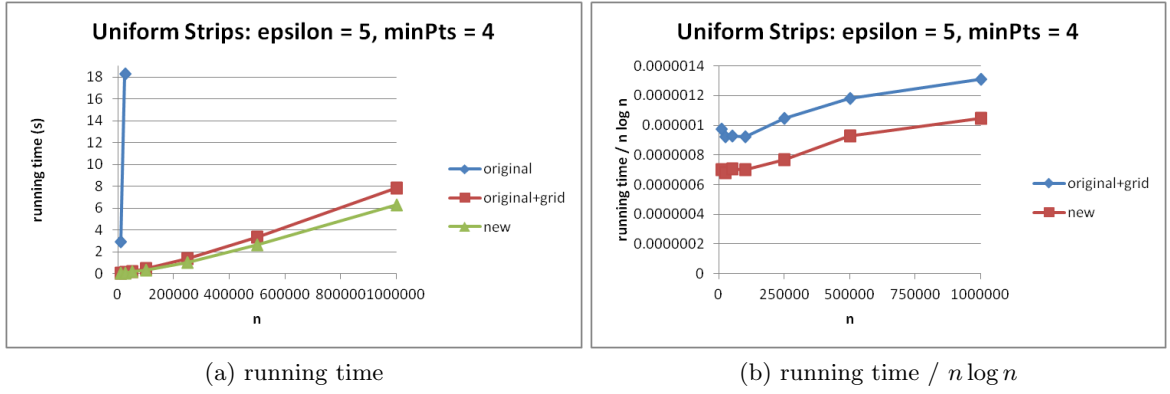 Uniform Strips: epsilon = 5, minPts = 4
running time (s)
18
16
14
12
10
8
6
4
2
0
0
200000
400000
600000
800000
1000000
n
original
original+grid
new
(a) running time
Uniform Strips: epsilon = 5, minPts = 4
running time / n log n
0.0000014
0.0000012
0.000001
0.0000008
0.0000006
0.0000004
0.0000002
0
0
250000
500000
750000
1000000
n
original+grid
new
(b) running time / n log n